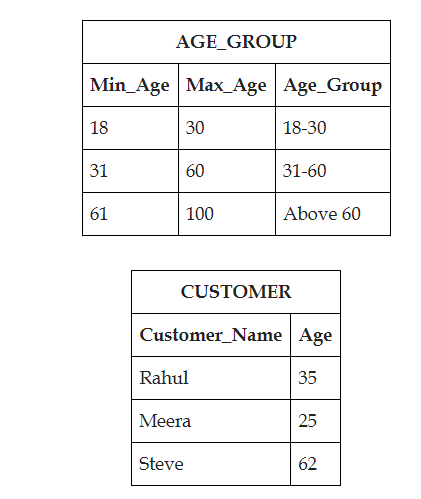 AGE_GROUP
Min_Age Max_Age Age_Group
18 30 18-30
31 60 31-60
61 100 Above 60
CUSTOMER
Customer_Name Age
Rahul 35
Meera 25
Steve 62